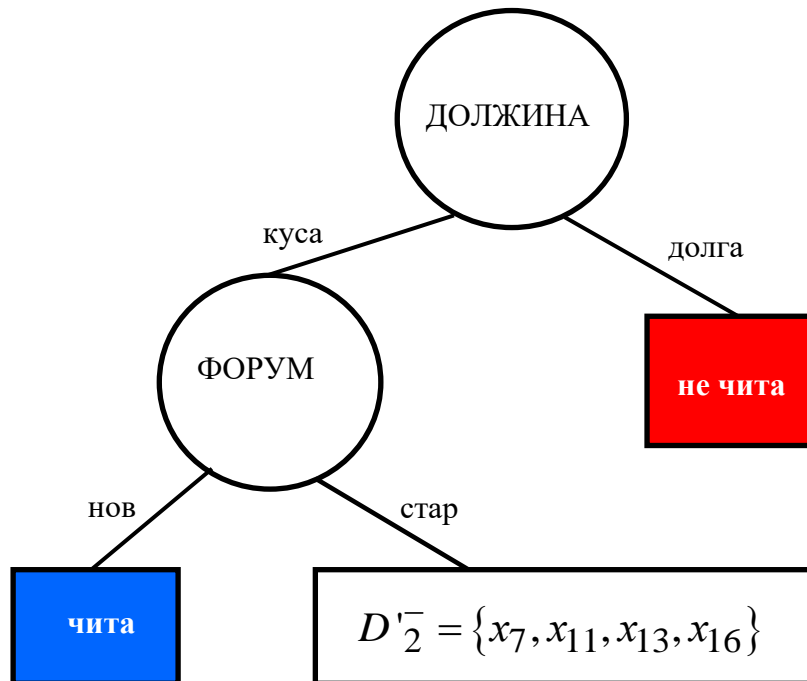 ДОЛЖИНА
куса
долга
ФОРУМ
не чита
нов
стар
чита
D'₂̅ = {x₇, x₁₁, x₁₃, x₁₆}